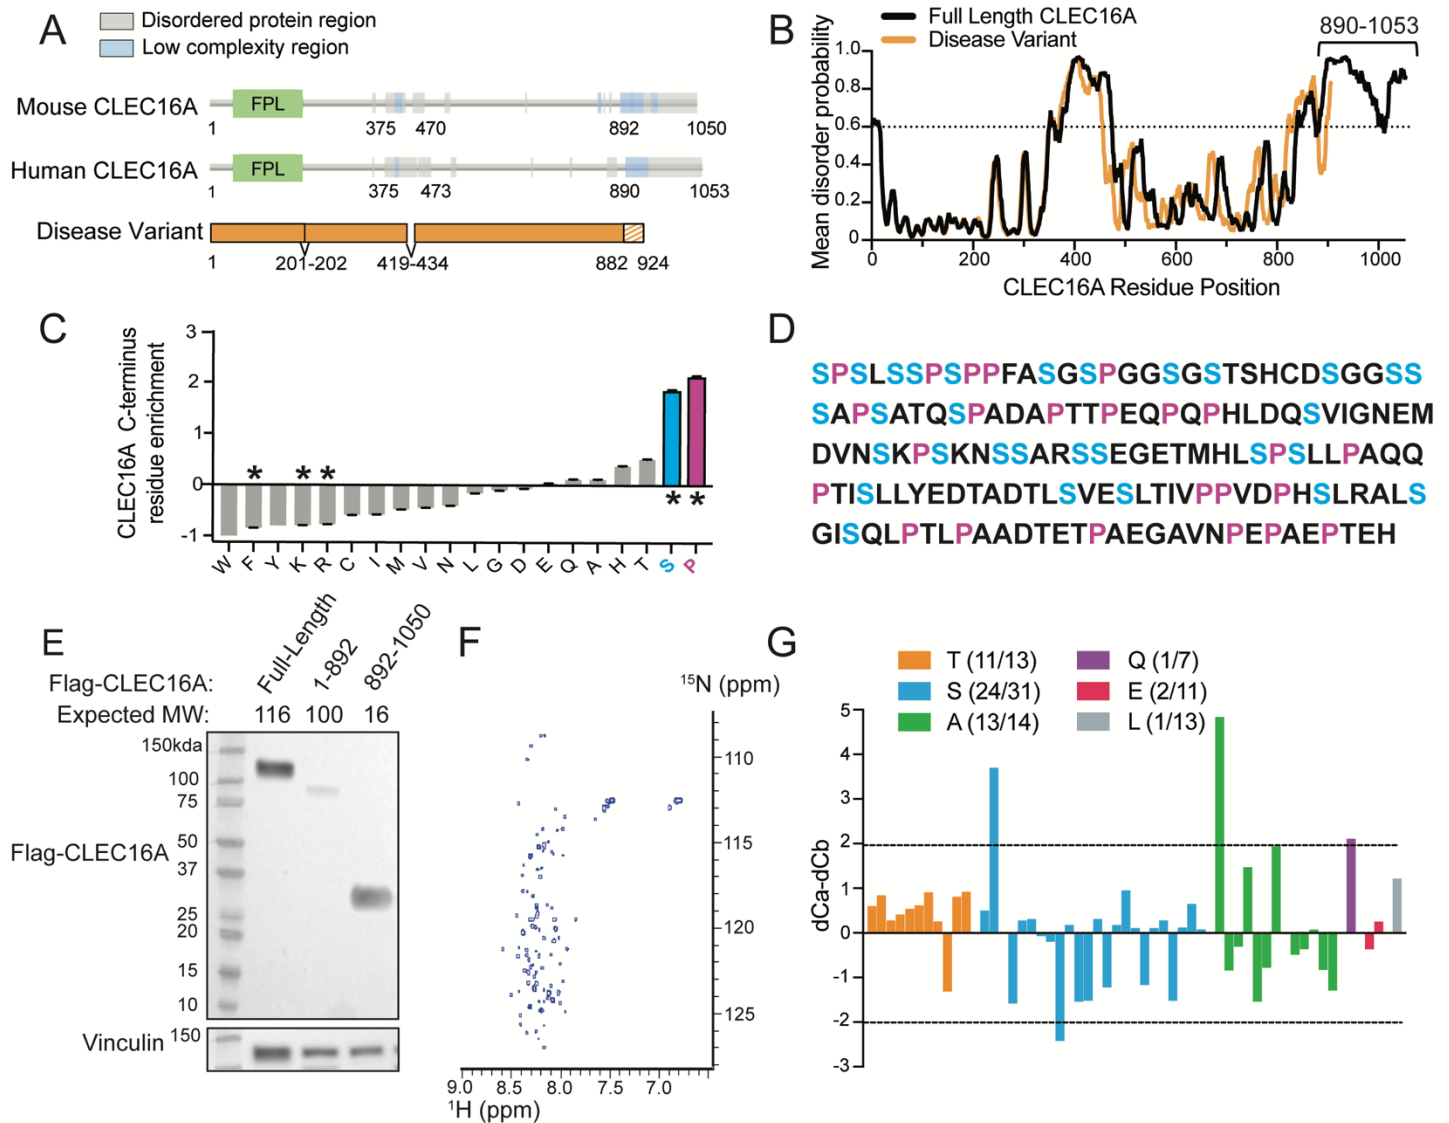 A
Disordered protein region
Low complexity region
Mouse CLEC16A
FPL
1
375
470
892
1050
Human CLEC16A
FPL
1
375
473
890
1053
Disease Variant
1
201-202
419-434
882
924
B
Full Length CLEC16A
Disease Variant
890-1053
Mean disorder probability
1.0
0.8
0.6
0.4
0.2
0
0
200
400
600
800
1000
CLEC16A Residue Position
C
CLEC16A C-terminus
residue enrichment
3
2
1
0
-1
* * *
* *
W F Y K R C I M V N L G D E Q A H T S P
D
SPSLSSPSPPFASGSPGGSGSTSHCDSGGSS
SAPSATQSPADAPTTPEQPQPHLDQSVIGNEM
DVNSKPSKNSSARSSEGETMHLSPSLLPAQQ
PTISLLYEDTADTLSVESLTIVPPVDPHSLRALS
GISQLPTLPAADTETPAEGAVNPEPAEPTEH
E
Flag-CLEC16A:
Full-Length
1-892
892-1050
Expected MW:
116
100
16
150kda
100
75
50
37
25
20
15
10
Flag-CLEC16A
Vinculin
150
F
15N (ppm)
110
115
120
125
9.0
8.5
8.0
7.5
7.0
1H (ppm)
G
T (11/13)
S (24/31)
A (13/14)
Q (1/7)
E (2/11)
L (1/13)
dCa-dCb
5
4
3
2
1
0
-1
-2
-3